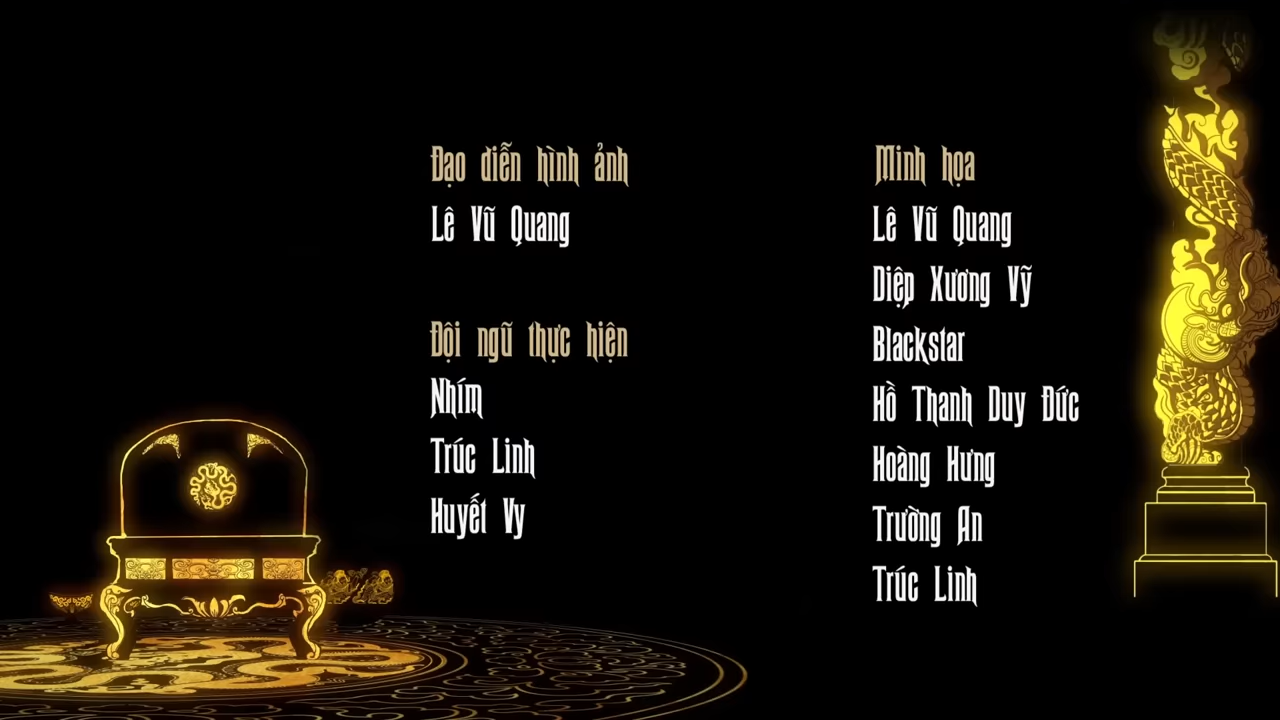 Đạo diễn hình ảnh
Lê Vũ Quang
Đội ngũ thực hiện
Nhím
Trúc Linh
Huyết Vy
Minh họa
Lê Vũ Quang
Diệp Xương Vỹ
Blackstar
Hồ Thanh Duy Đức
Hoàng Hưng
Trường An
Trúc Linh